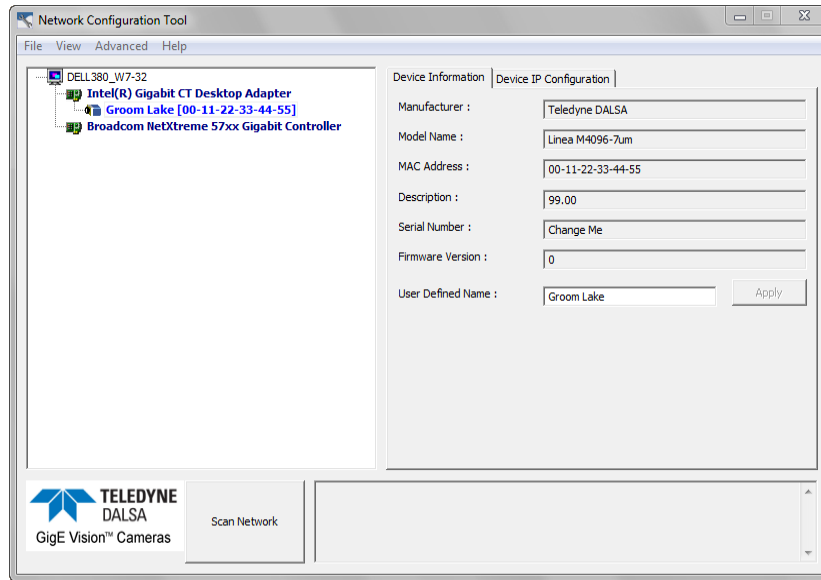 Network Configuration Tool
File View Advanced Help
DELL380_W7-32
Intel(R) Gigabit CT Desktop Adapter
Groom Lake [00-11-22-33-44-55]
Broadcom NetXtreme 57xx Gigabit Controller
Device Information Device IP Configuration
Manufacturer : Teledyne DALSA
Model Name : Linea M4096-7um
MAC Address : 00-11-22-33-44-55
Description : 99.00
Serial Number : Change Me
Firmware Version : 0
User Defined Name : Groom Lake Apply
TELEDYNE
DALSA
GigE Vision™ Cameras
Scan Network